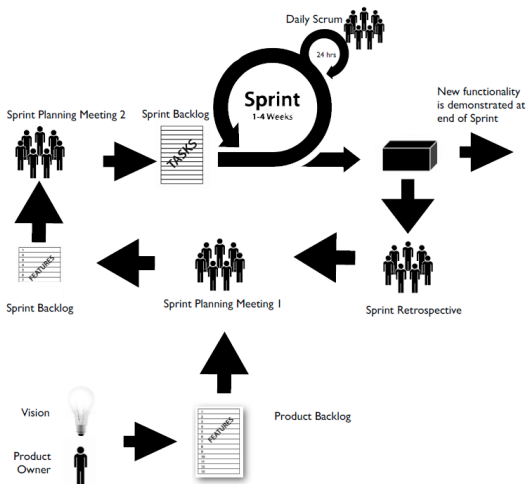 Daily Scrum
24 hrs
Sprint
1-4 Weeks
New functionality
is demonstrated at
end of Sprint
Sprint Planning Meeting 2
Sprint Backlog
TASKS
FEATURES
Sprint Backlog
Sprint Planning Meeting 1
Sprint Retrospective
Vision
Product
Owner
FEATURES
Product Backlog